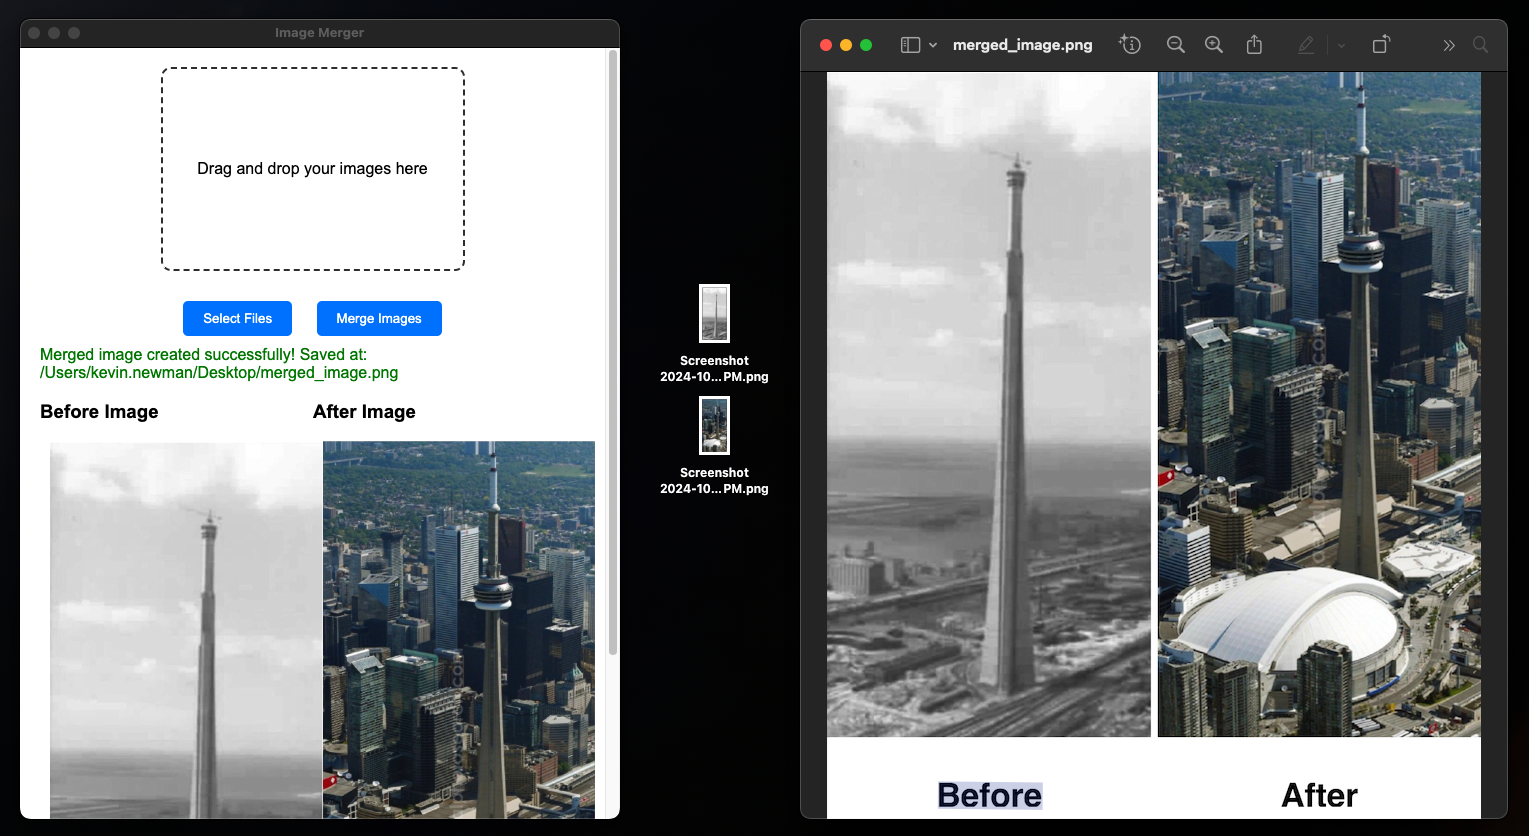 Image Merger
Drag and drop your images here
Select Files
Merge Images
Merged image created successfully! Saved at:
/Users/kevin.newman/Desktop/merged_image.png
Before Image
After Image
Screenshot
2024-10...PM.png
Screenshot
2024-10...PM.png
merged_image.png
Before
After